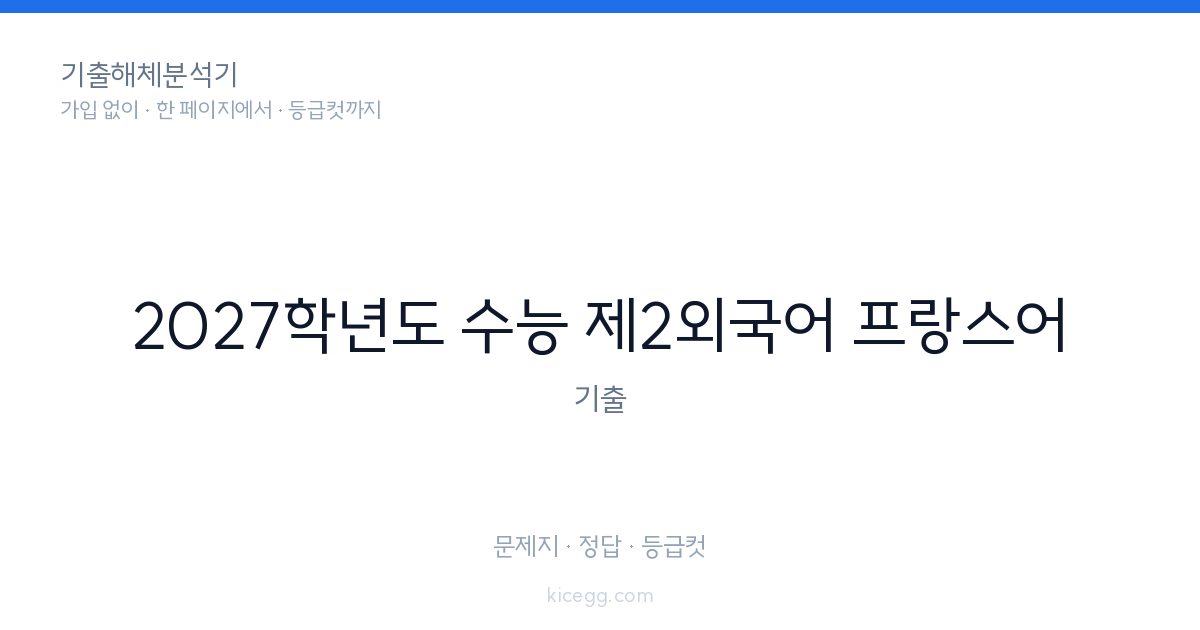 기출해체분석기
가입 없이 · 한 페이지에서 · 등급컷까지
2027학년도 수능 제2외국어 프랑스어
기출
문제지 · 정답 · 등급컷
kicegg.com